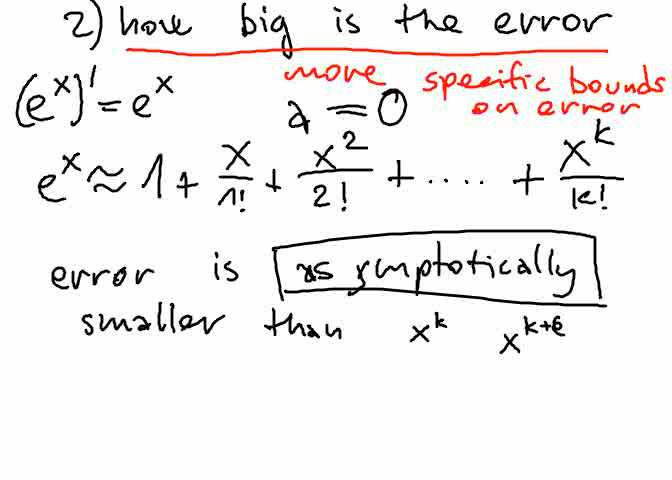 2) how big is the error
more specific bounds
on error
(e^x)' = e^x a = 0
e^x ≈ 1 + x/1! + x^2/2! + .... + x^k/k!
error is asymptotically
smaller than x^k x^{k+ε}